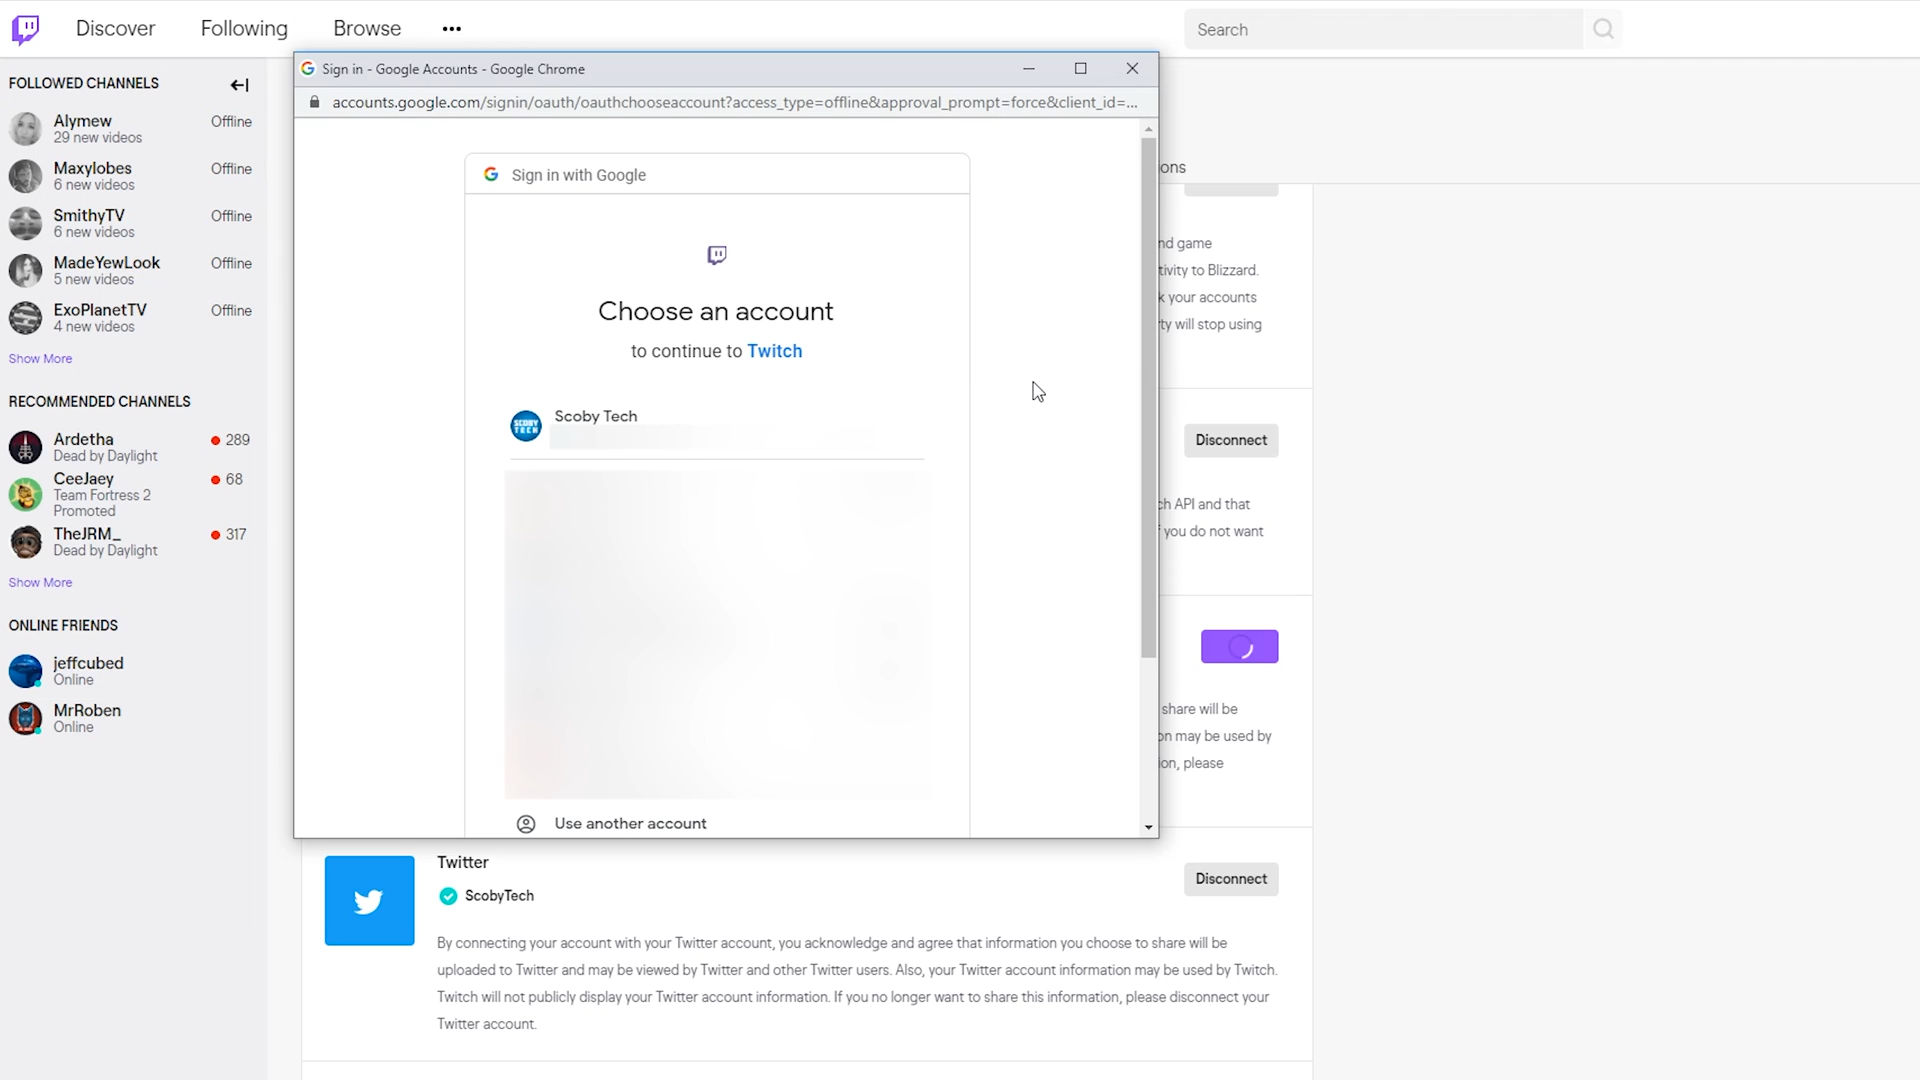 Discover
Following
Browse
Search
FOLLOWED CHANNELS
Alymew
Offline
29 new videos
Maxylobes
Offline
6 new videos
SmithyTV
Offline
6 new videos
MadeYewLook
Offline
5 new videos
ExoPlanetTV
Offline
4 new videos
Show More
RECOMMENDED CHANNELS
Ardetha
289
Dead by Daylight
CeeJaey
68
Team Fortress 2
Promoted
TheJRM_
317
Dead by Daylight
Show More
ONLINE FRIENDS
jeffcubed
Online
MrRoben
Online
Sign in - Google Accounts - Google Chrome
accounts.google.com/signin/oauth/oauthchooseaccount?access_type=offline&approval_prompt=force&client_id=...
Sign in with Google
Choose an account
to continue to Twitch
SCOBY
TECH
Scoby Tech
Use another account
ons
nd game
tivity to Blizzard.
k your accounts
ty will stop using
Disconnect
ch API and that
f you do not want
share will be
on may be used by
ion, please
Twitter
Disconnect
ScobyTech
By connecting your account with your Twitter account, you acknowledge and agree that information you choose to share will be
uploaded to Twitter and may be viewed by Twitter and other Twitter users. Also, your Twitter account information may be used by Twitch.
Twitch will not publicly display your Twitter account information. If you no longer want to share this information, please disconnect your
Twitter account.